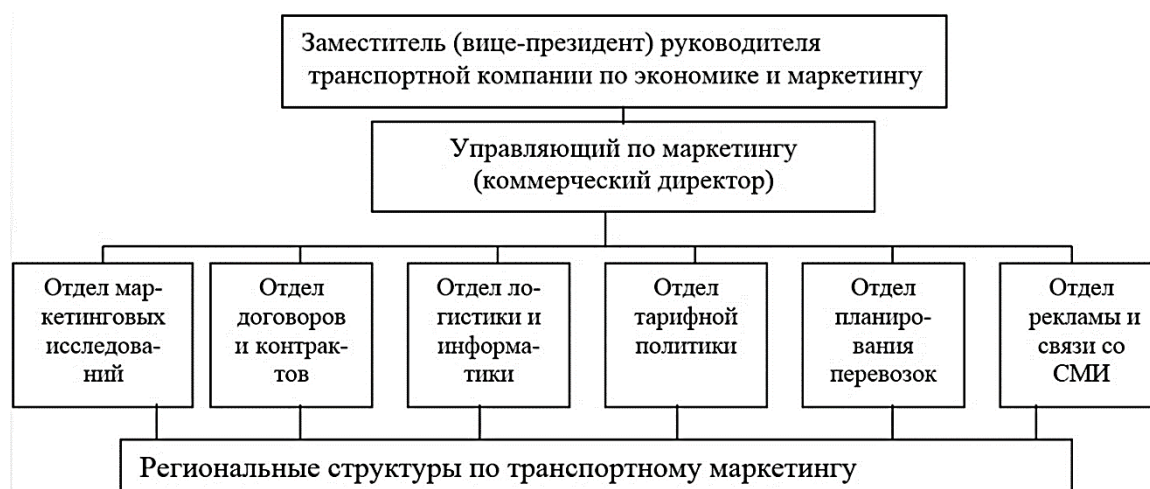 Заместитель (вице-президент) руководителя
транспортной компании по экономике и маркетингу
Управляющий по маркетингу
(коммерческий директор)
Отдел мар-
кетинговых
исследова-
ний
Отдел
договоров
и контрак-
тов
Отдел ло-
гистики и
информа-
тики
Отдел
тарифной
политики
Отдел
планиро-
вания
перевозок
Отдел
рекламы и
связи со
СМИ
Региональные структуры по транспортному маркетингу